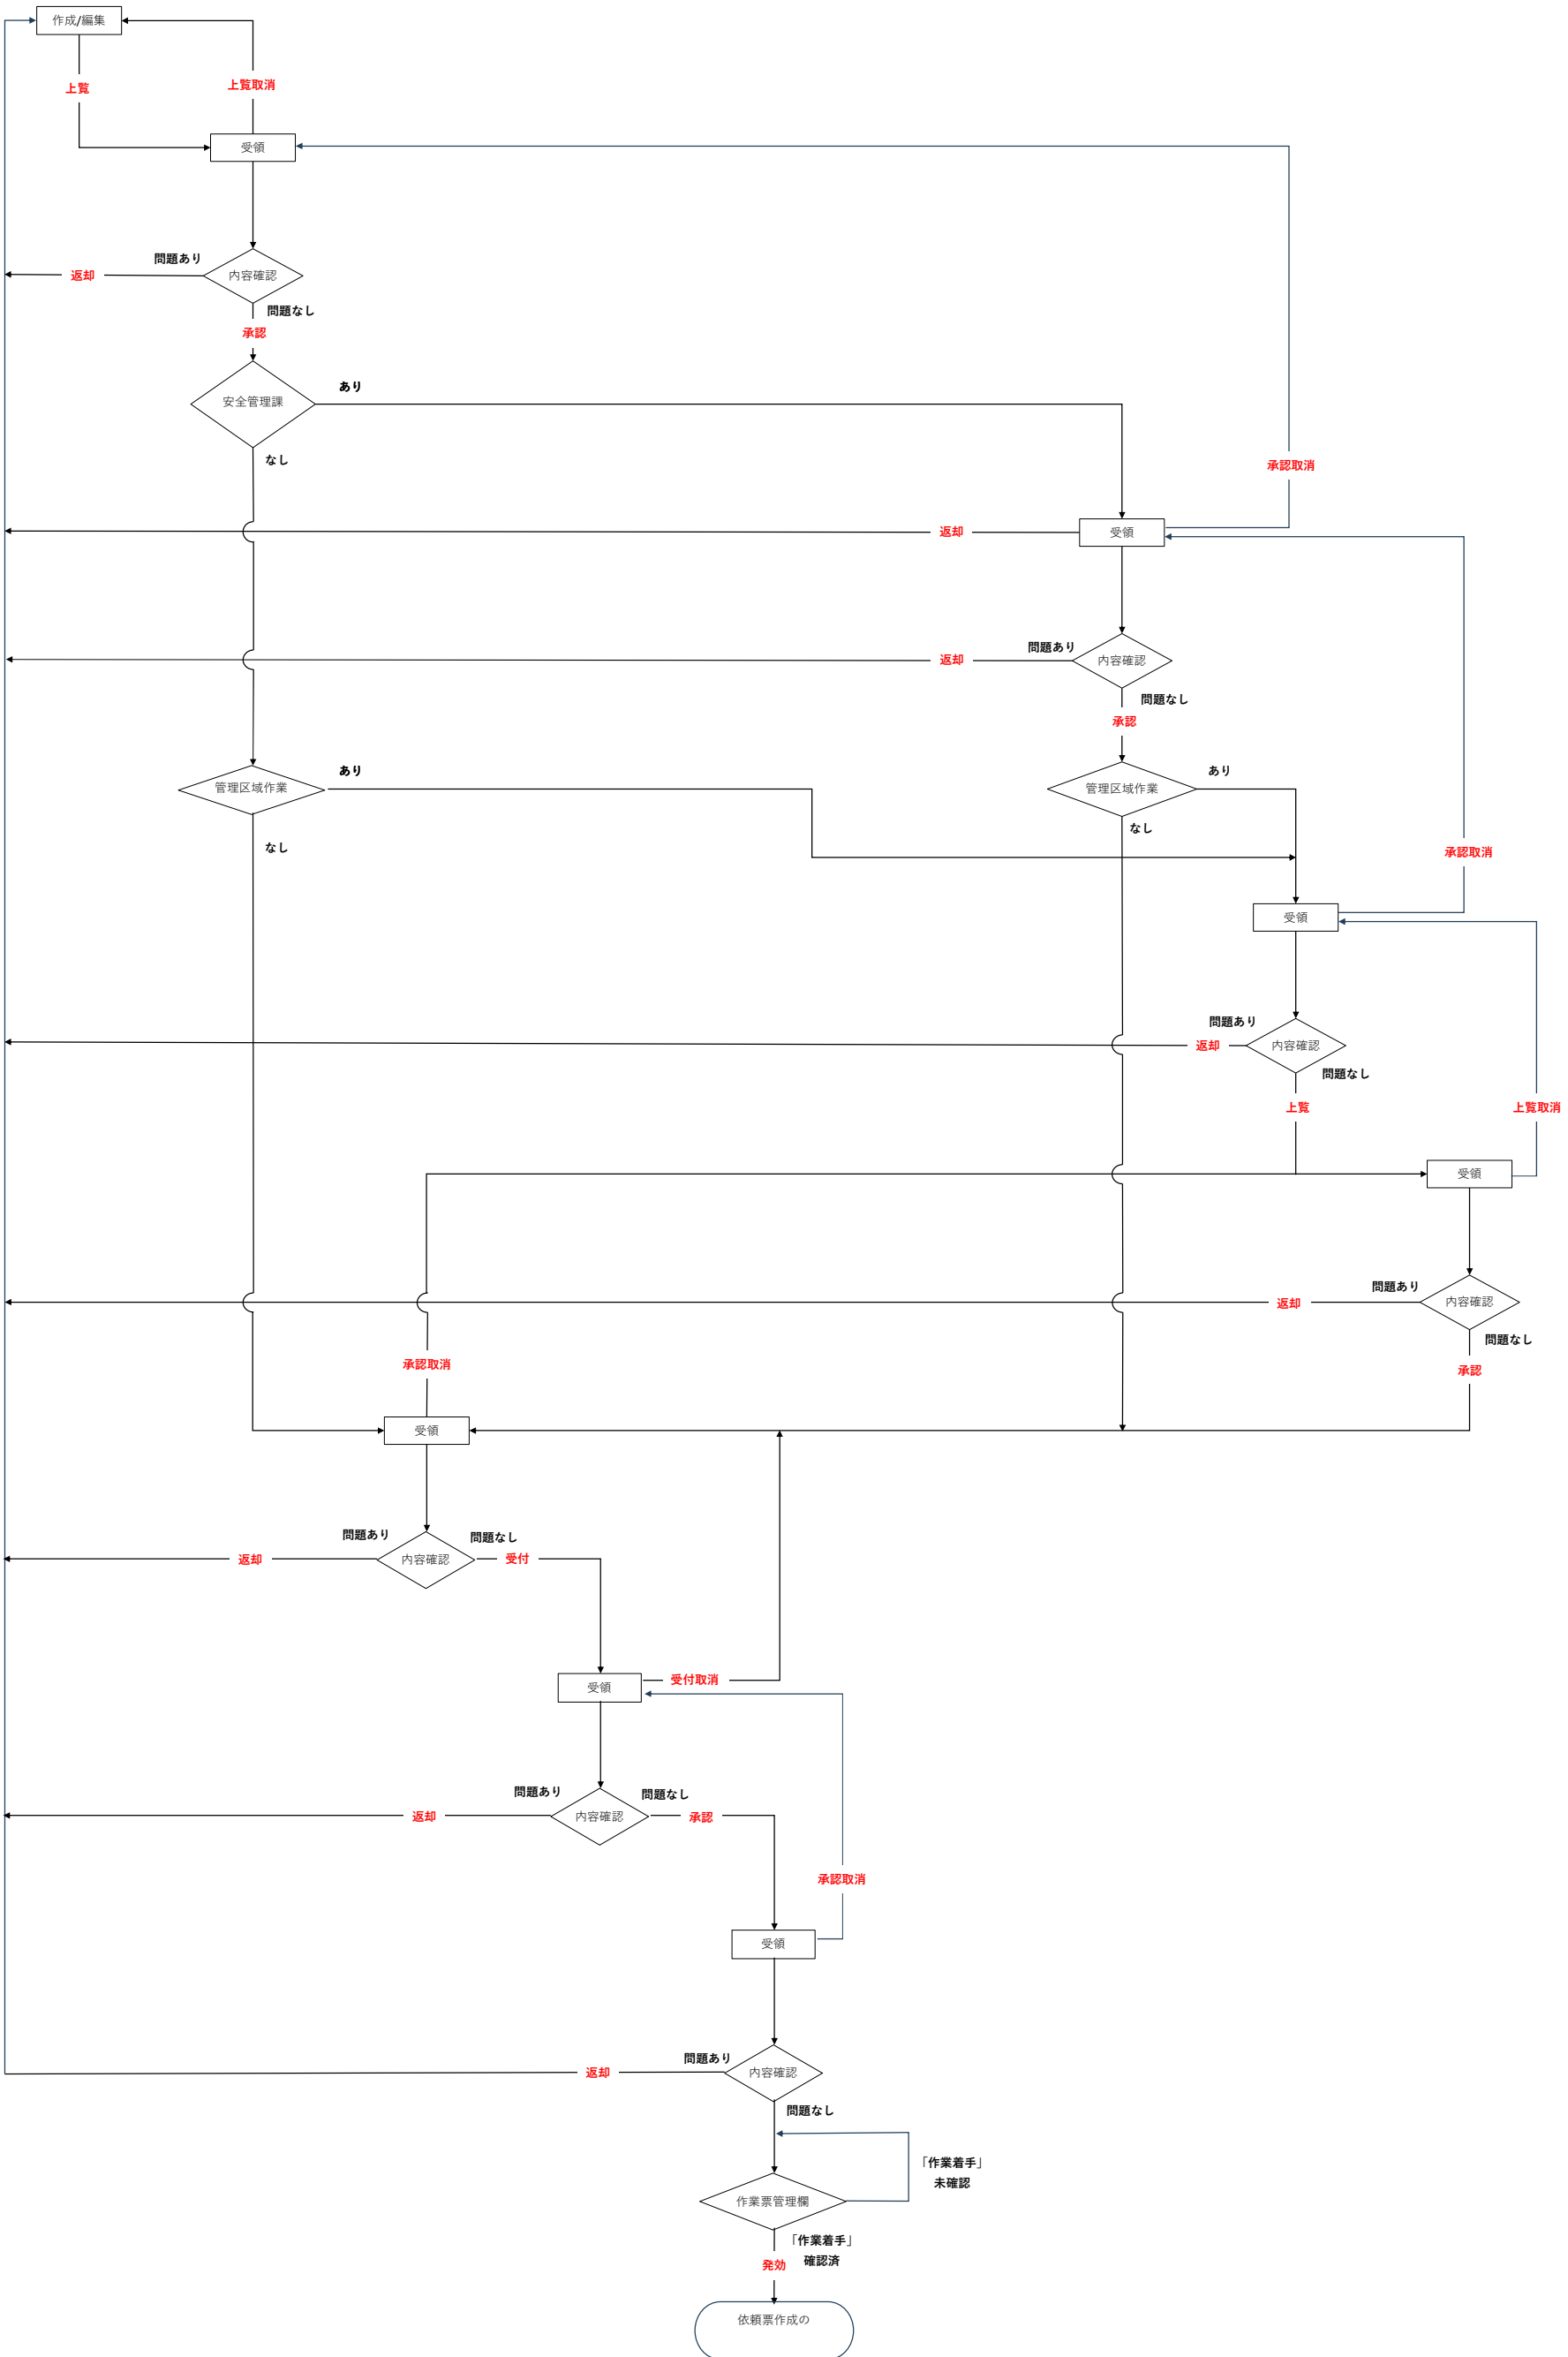 作成/編集
上覧
上覧取消
受領
問題あり
返却
内容確認
問題なし
承認
あり
安全管理課
なし
承認取消
返却
受領
問題あり
返却
内容確認
問題なし
承認
あり
管理区域作業
なし
あり
管理区域作業
なし
承認取消
受領
問題あり
返却
内容確認
問題なし
上覧
上覧取消
受領
問題あり
返却
内容確認
問題なし
承認
承認取消
受領
問題あり
問題なし
返却
内容確認
受付
受領
受付取消
問題あり
問題なし
返却
内容確認
承認
承認取消
受領
問題あり
返却
内容確認
問題なし
「作業着手」
未確認
作業票管理欄
「作業着手」
確認済
発効
依頼票作成の